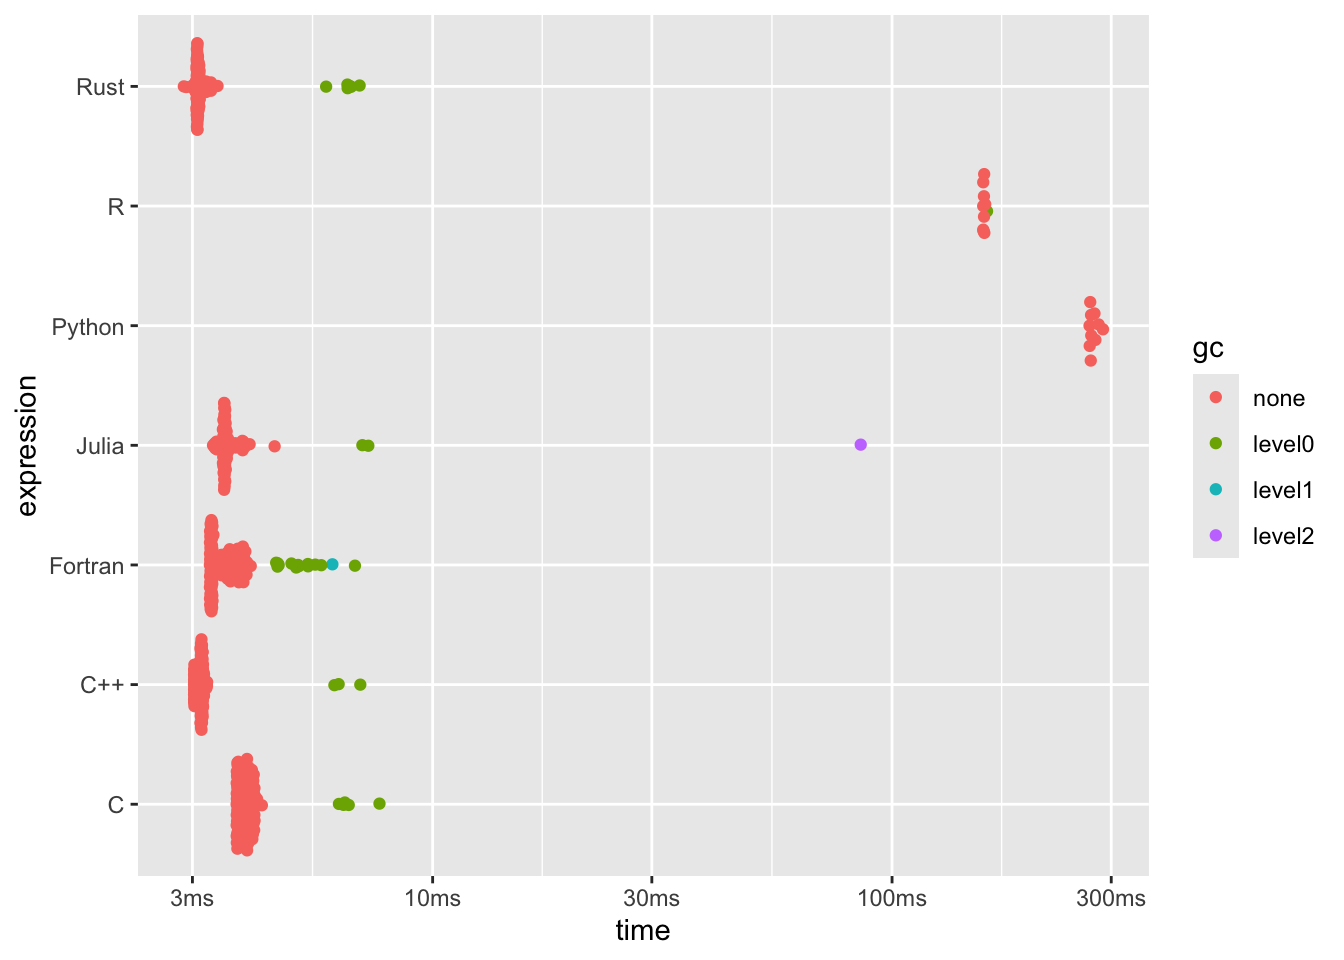 Rust
R
Python
Julia
Fortran
C++
C
expression
3ms
10ms
30ms
100ms
300ms
time
gc
none
level0
level1
level2